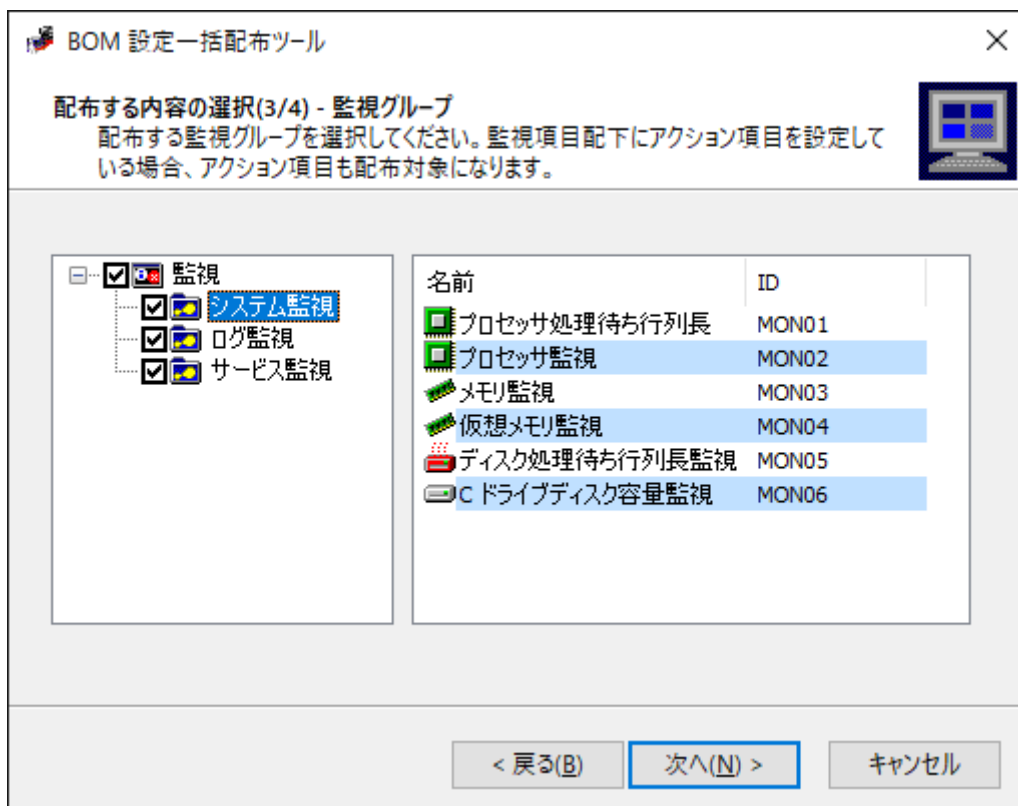 BOM 設定一括配布ツール
配布する内容の選択(3/4) - 監視グループ
配布する監視グループを選択してください。監視項目配下にアクション項目を設定して
いる場合、アクション項目も配布対象になります。
監視
システム監視
ログ監視
サービス監視
名前 ID
プロセッサ処理待ち行列長 MON01
プロセッサ監視 MON02
メモリ監視 MON03
仮想メモリ監視 MON04
ディスク処理待ち行列長監視 MON05
C ドライブディスク容量監視 MON06
< 戻る(B) 次へ(N) > キャンセル